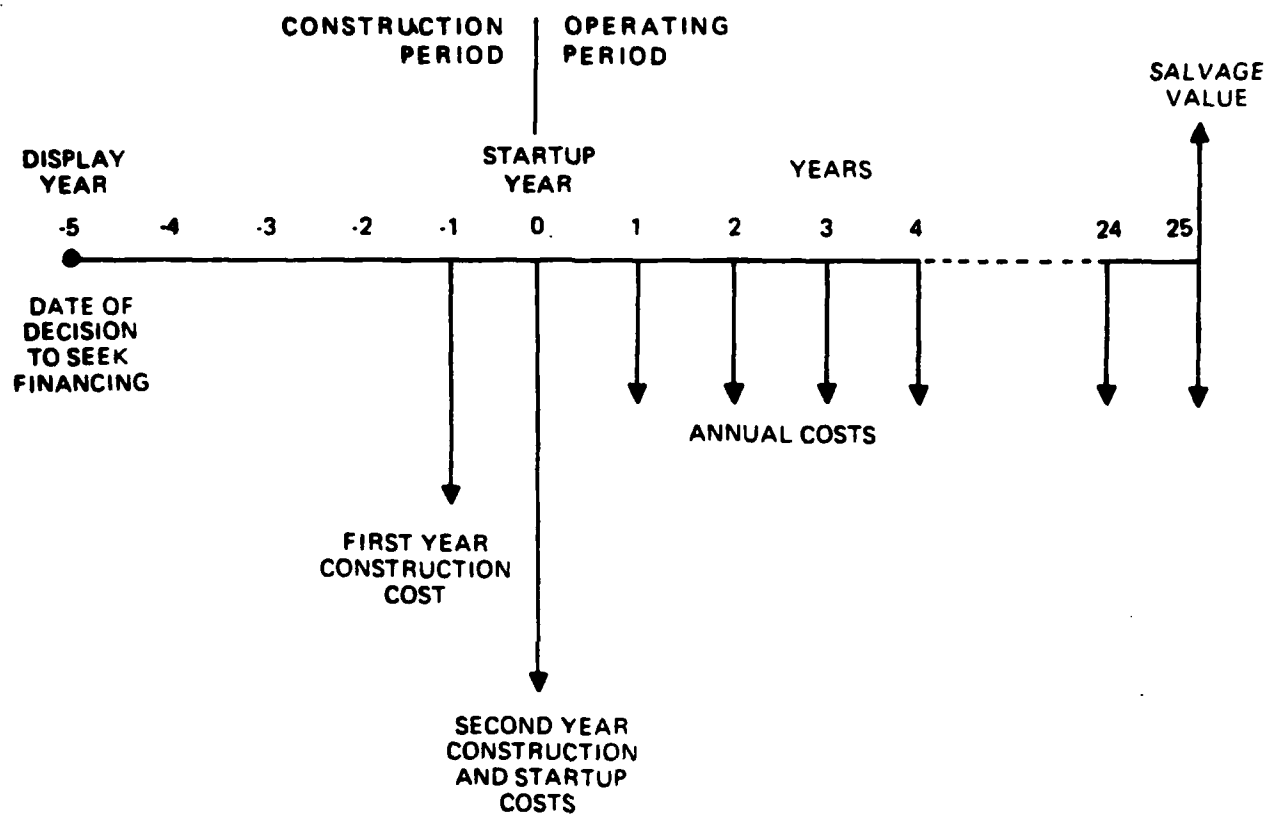 CONSTRUCTION
PERIOD
OPERATING
PERIOD
SALVAGE
VALUE
DISPLAY
YEAR
STARTUP
YEAR
YEARS
-5 -4 -3 -2 -1 0 1 2 3 4 24 25
DATE OF
DECISION
TO SEEK
FINANCING
ANNUAL COSTS
FIRST YEAR
CONSTRUCTION
COST
SECOND YEAR
CONSTRUCTION
AND STARTUP
COSTS